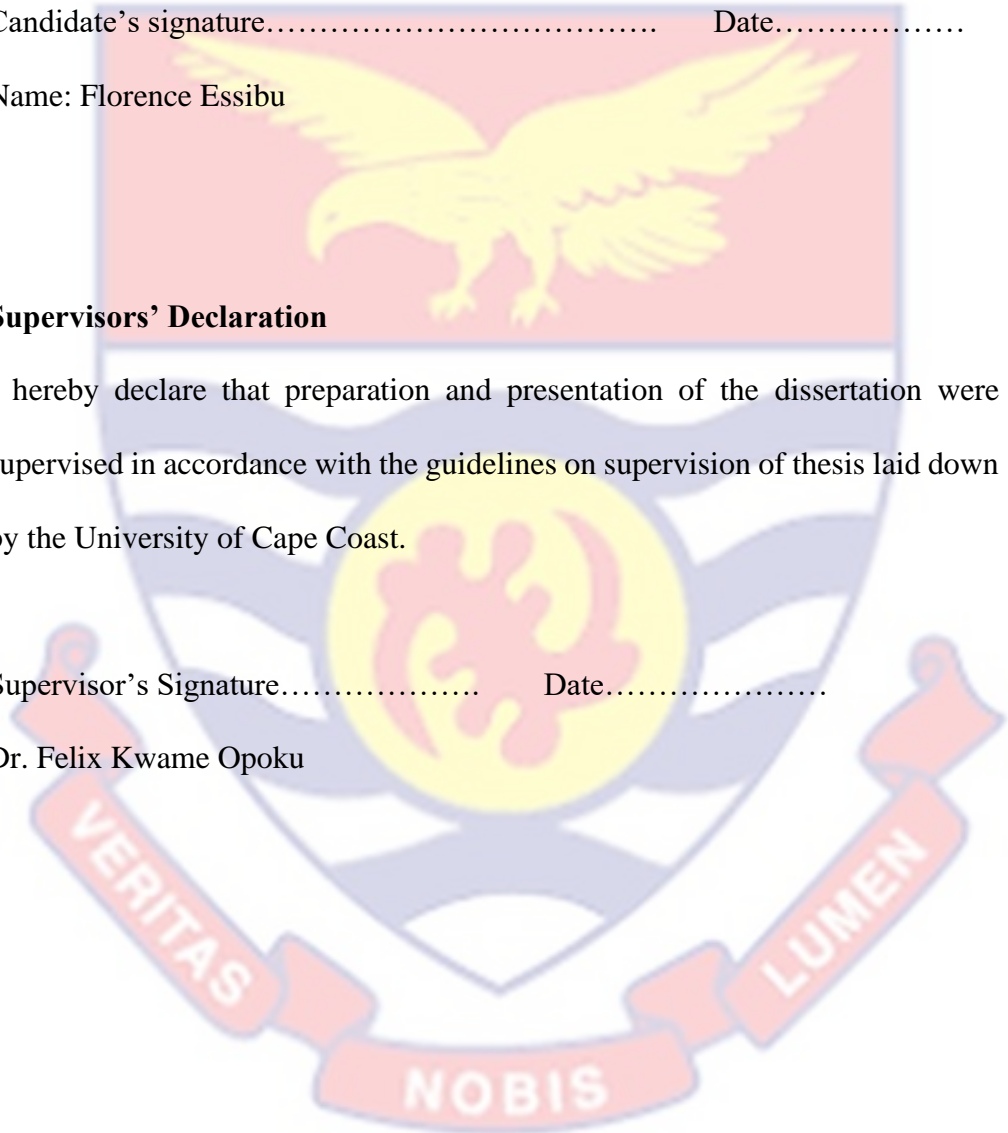 Candidate's signature………………………………. Date………………
Name: Florence Essibu
Supervisors' Declaration
hereby declare that preparation and presentation of the dissertation were
supervised in accordance with the guidelines on supervision of thesis laid down
by the University of Cape Coast.
Supervisor's Signature………………. Date…………………
Dr. Felix Kwame Opoku
VERITAS
NOBIS
LUMEN